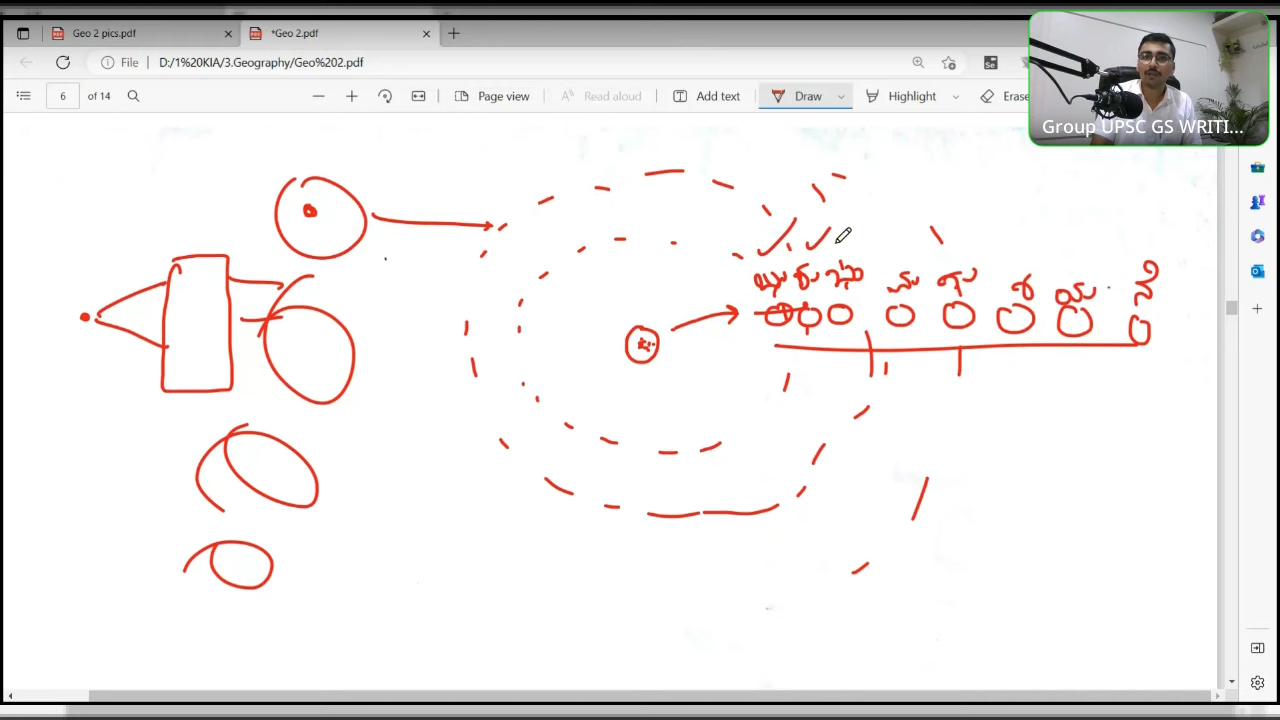 Geo 2 pics.pdf
*Geo 2.pdf
File D:/1%20KIA/3.Geography/Geo%202.pdf
6 of 14
Page view
Read aloud
Add text
Draw
Highlight
Erase
Group UPSC GS WRITI...
ಬು ಶು ಭೂ ಮ ಗು ಶ ಯು ನೆ